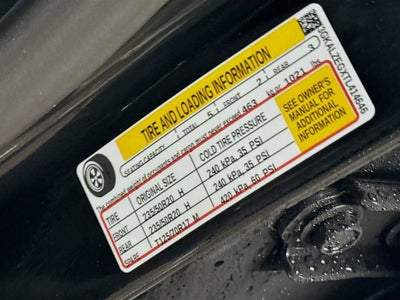 3GKALZEGXTL414646
TIRE AND LOADING INFORMATION
SEATING CAPACITY TOTAL 5 FRONT 2 REAR 3
The combined weight of occupants and cargo must never exceed 463 kg or 1021 lbs
TIRE ORIGINAL SIZE COLD TIRE PRESSURE
FRONT 235/50R20 H 240 kPa, 35 PSI
REAR 235/50R20 H 240 kPa, 35 PSI
SPARE T125/70R17 M 420 kPa, 60 PSI
SEE OWNER'S
MANUAL FOR
ADDITIONAL
INFORMATION